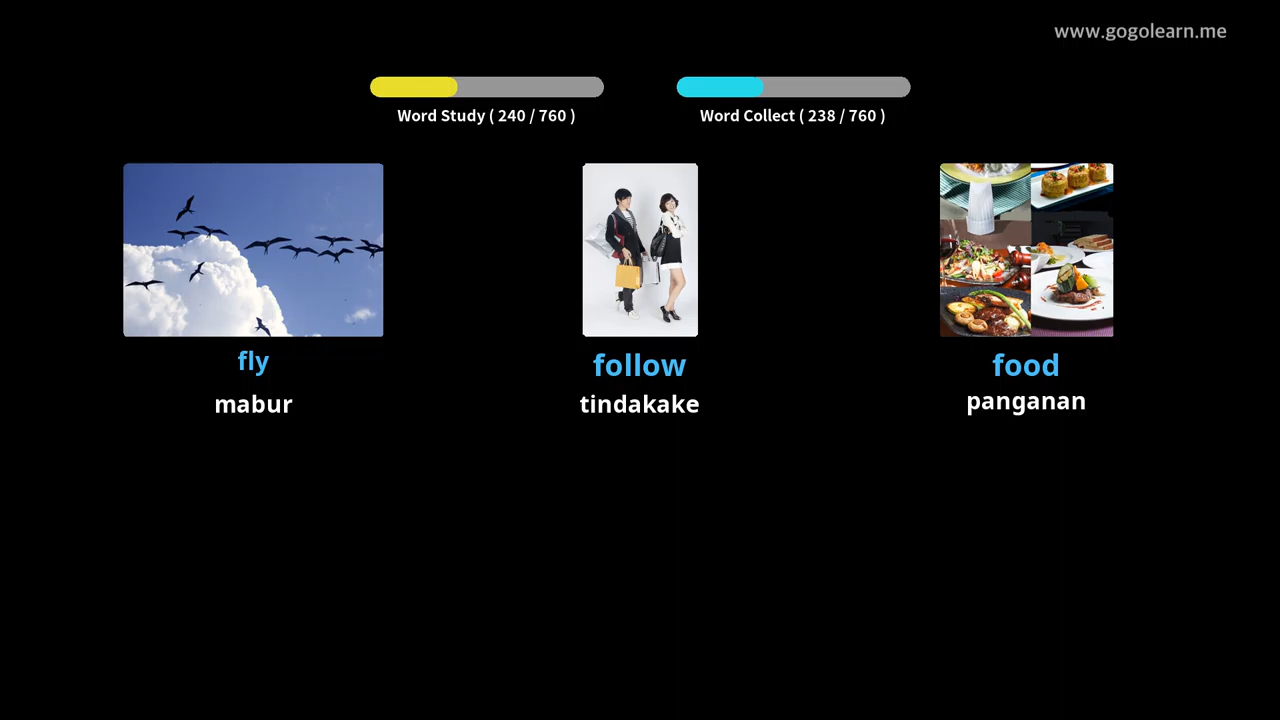 www.gogolearn.me
Word Study ( 240 / 760 )
Word Collect ( 238 / 760 )
fly
mabur
follow
tindakake
food
panganan